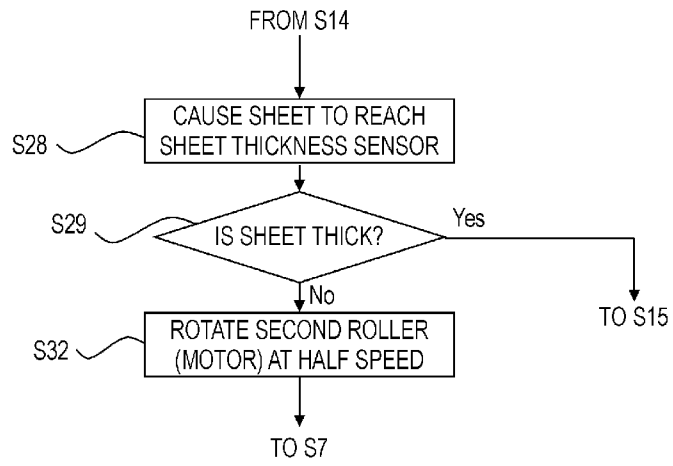 FROM S14
S28
CAUSE SHEET TO REACH
SHEET THICKNESS SENSOR
S29
IS SHEET THICK?
Yes
No
TO S15
S32
ROTATE SECOND ROLLER
(MOTOR) AT HALF SPEED
TO S7